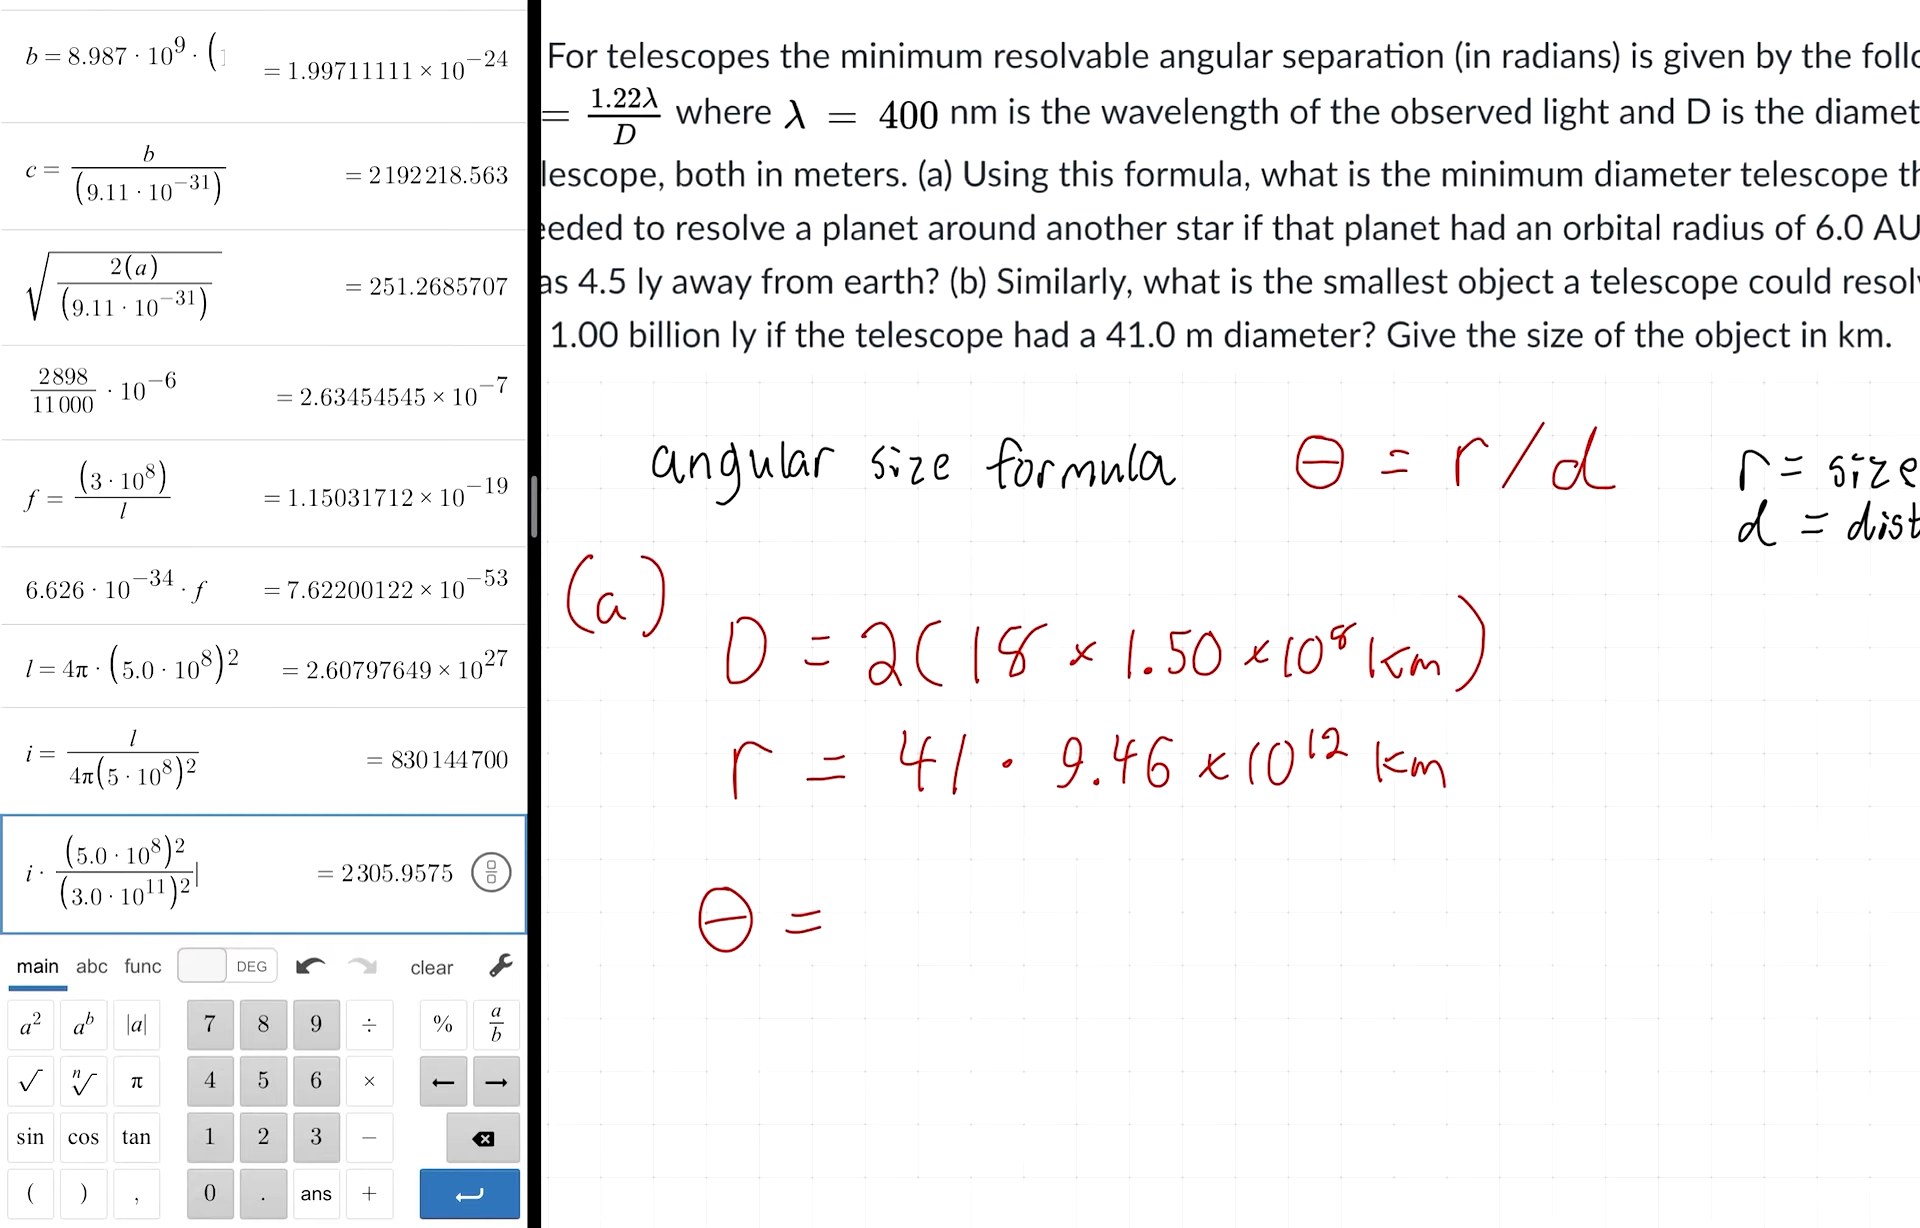 b = 8.987 · 10^9 · ( = 1.99711111 × 10^-24
c = b/(9.11 · 10^-31) = 2192218.563
√(2(a)/(9.11 · 10^-31)) = 251.2685707
2898/11000 · 10^-6 = 2.63454545 × 10^-7
f = (3 · 10^8)/l = 1.15031712 × 10^-19
6.626 · 10^-34 · f = 7.62200122 × 10^-53
l = 4π · (5.0 · 10^8)^2 = 2.60797649 × 10^27
i = l/(4π(5 · 10^8)^2) = 830144700
i · (5.0 · 10^8)^2/(3.0 · 10^11)^2 = 2305.9575
main abc func DEG clear
a^2 a^b |a| 7 8 9 ÷ % a/b
√ n√ π 4 5 6 × ← →
sin cos tan 1 2 3 −
( ) , 0 . ans +
For telescopes the minimum resolvable angular separation (in radians) is given by the
= 1.22λ/D where λ = 400 nm is the wavelength of the observed light and D is the
both in meters. (a) Using this formula, what is the minimum diameter telescope
to resolve a planet around another star if that planet had an orbital radius of 6.0 AU
4.5 ly away from earth? (b) Similarly, what is the smallest object a telescope could
1.00 billion ly if the telescope had a 41.0 m diameter? Give the size of the object in km.
angular size formula θ = r/d r = size
d = dist
(a)
D = 2(18 × 1.50 × 10^8 km)
r = 41 · 9.46 × 10^12 km
θ =